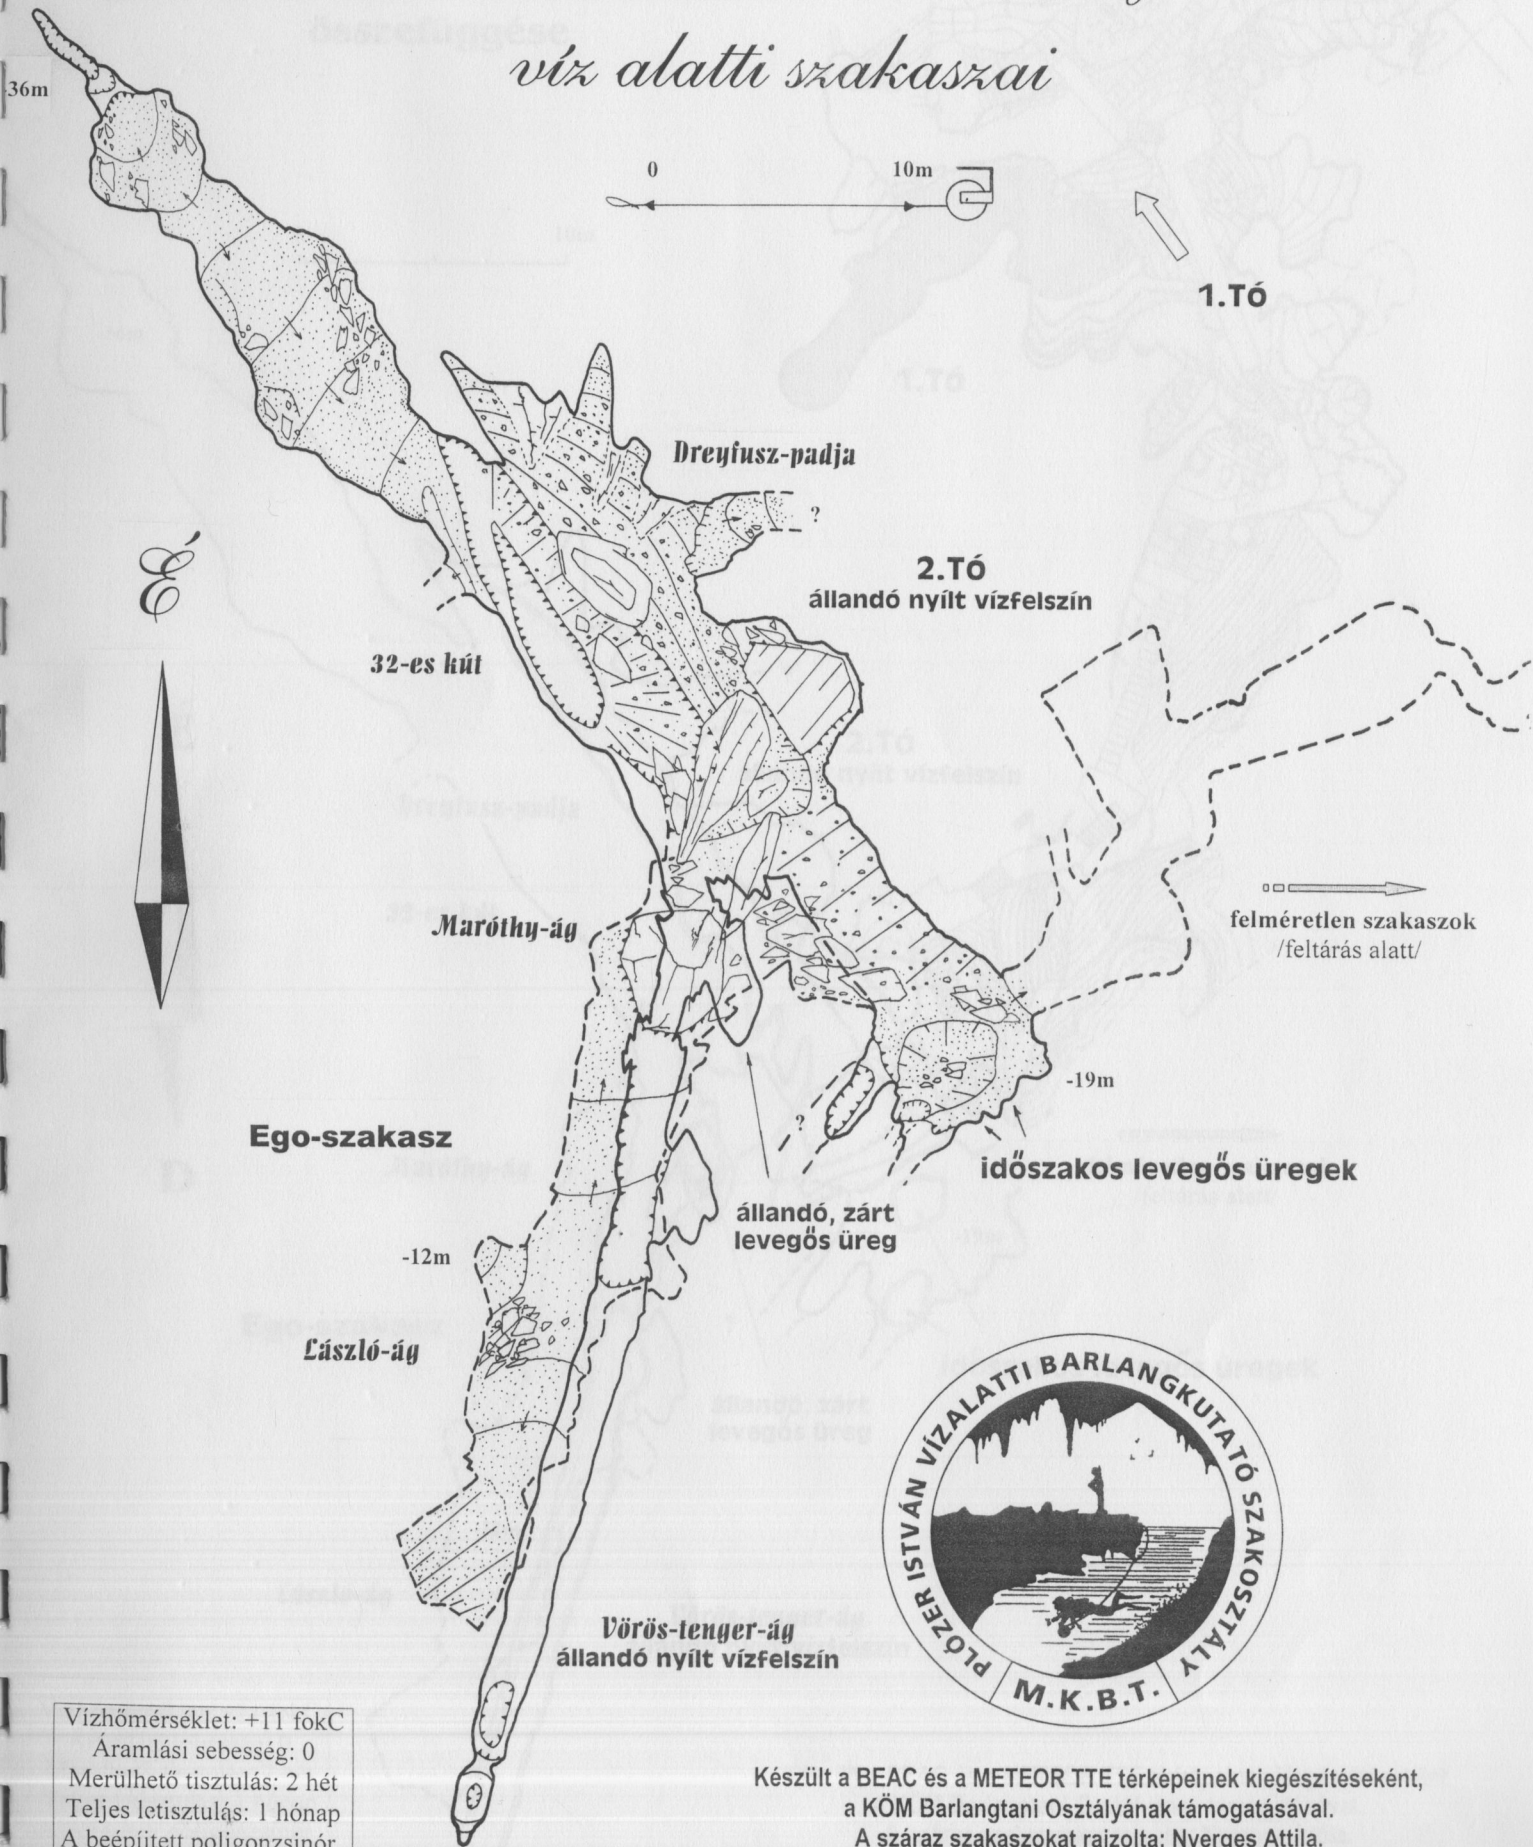 víz alatti szakaszai
-36m
0 10m
1.Tó
Dreyfusz-padja
?
2.Tó
állandó nyílt vízfelszín
É
32-es kút
Maróthy-ág
felméretlen szakaszok
/feltárás alatt/
-19m
?
Ego-szakasz
időszakos levegős üregek
állandó, zárt
levegős üreg
-12m
László-ág
PLÓZER ISTVÁN VÍZALATTI BARLANGKUTATÓ SZAKOSZTÁLY
M.K.B.T.
Vörös-tenger-ág
állandó nyílt vízfelszín
Vízhőmérséklet: +11 fokC
Áramlási sebesség: 0
Merülhető tisztulás: 2 hét
Teljes letisztulás: 1 hónap
A beépített poligonzsinór
Készült a BEAC és a METEOR TTE térképeinek kiegészítéseként,
a KÖM Barlangtani Osztályának támogatásával.
A száraz szakaszokat rajzolta: Nyerges Attila.